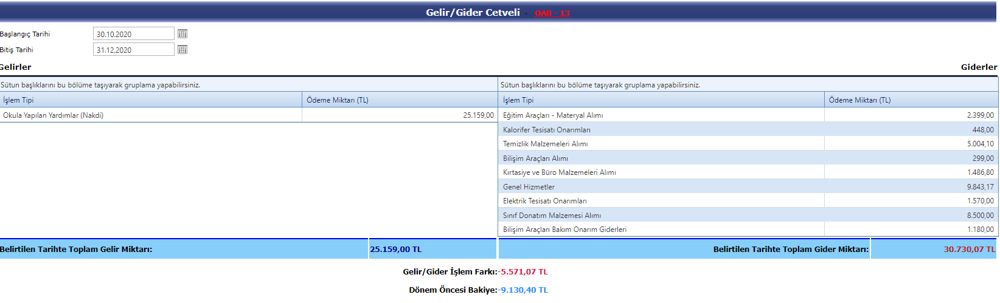 Gelir/Gider Cetveli - OAB - 13
Başlangıç Tarihi 30.10.2020
Bitiş Tarihi 31.12.2020
Gelirler Giderler
Sütun başlıklarını bu bölüme taşıyarak gruplama yapabilirsiniz. Sütun başlıklarını bu bölüme taşıyarak gruplama yapabilirsiniz.
İşlem Tipi Ödeme Miktarı (TL) İşlem Tipi Ödeme Miktarı (TL)
Okula Yapılan Yardımlar (Nakdi) 25.159,00 Eğitim Araçları - Materyal Alımı 2.399,00
Kalorifer Tesisatı Onarımları 448,00
Temizlik Malzemeleri Alımı 5.004,10
Bilişim Araçları Alımı 299,00
Kırtasiye ve Büro Malzemeleri Alımı 1.486,80
Genel Hizmetler 9.843,17
Elektrik Tesisatı Onarımları 1.570,00
Sınıf Donatım Malzemesi Alımı 8.500,00
Bilişim Araçları Bakım Onarım Giderleri 1.180,00
Belirtilen Tarihte Toplam Gelir Miktarı: 25.159,00 TL Belirtilen Tarihte Toplam Gider Miktarı: 30.730,07 TL
Gelir/Gider İşlem Farkı:-5.571,07 TL
Dönem Öncesi Bakiye:-9.130,40 TL